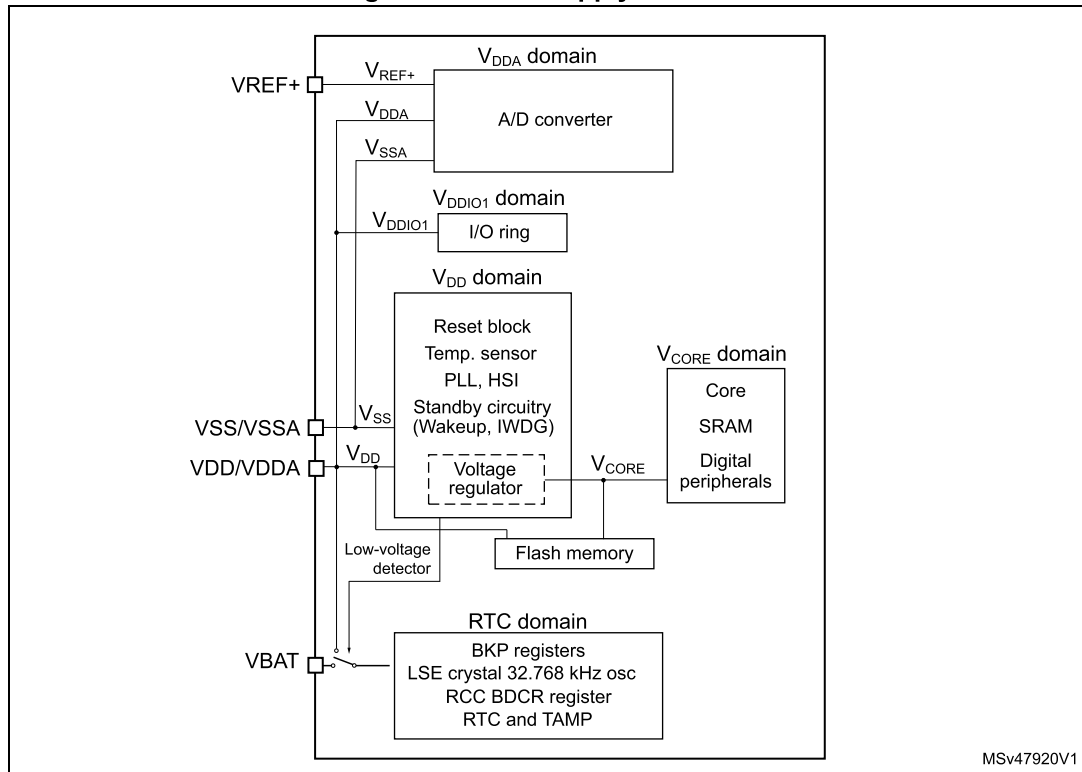 VDDA domain
VREF+
VREF+
VDDA
A/D converter
VSSA
VDDIO1 domain
VDDIO1
I/O ring
VDD domain
Reset block
Temp. sensor
PLL, HSI
Standby circuitry
(Wakeup, IWDG)
Voltage
regulator
VCORE domain
Core
SRAM
Digital
peripherals
VSS/VSSA
VSS
VDD/VDDA
VDD
VCORE
Flash memory
Low-voltage
detector
RTC domain
VBAT
BKP registers
LSE crystal 32.768 kHz osc
RCC BDCR register
RTC and TAMP
MSv47920V1